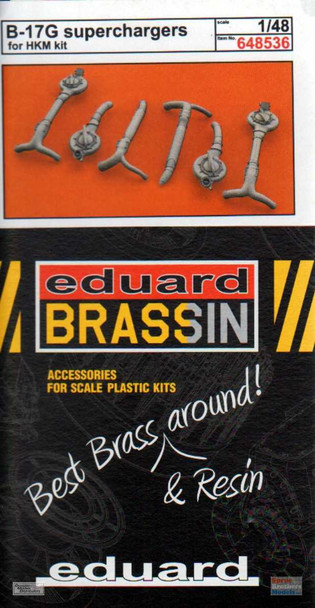 B-17G superchargers
for HKM kit
scale
1/48
Item No.
648536
eduard
BRASSIN
ACCESSORIES
FOR SCALE PLASTIC KITS
Best Brass around!
& Resin
eduard